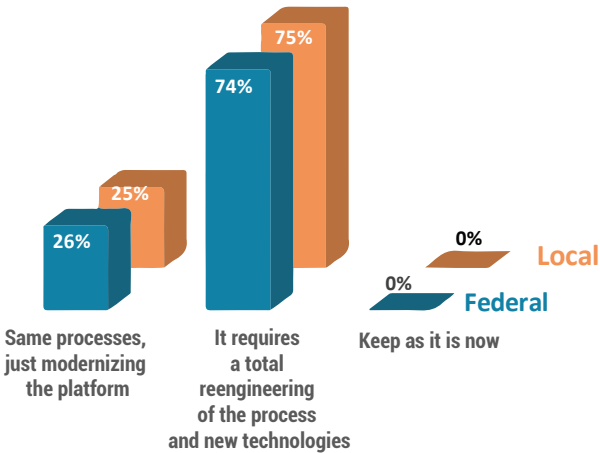 75%
74%
25%
26%
0%
Local
0%
Federal
Same processes,
just modernizing
the platform
It requires
a total
reengineering
of the process
and new technologies
Keep as it is now